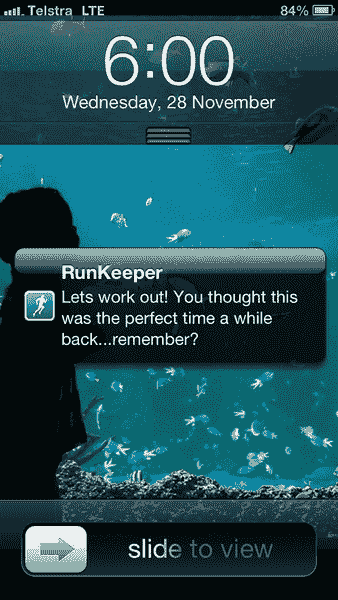 Telstra LTE 84%
6:00
Wednesday, 28 November
RunKeeper
Lets work out! You thought this
was the perfect time a while
back...remember?
slide to view